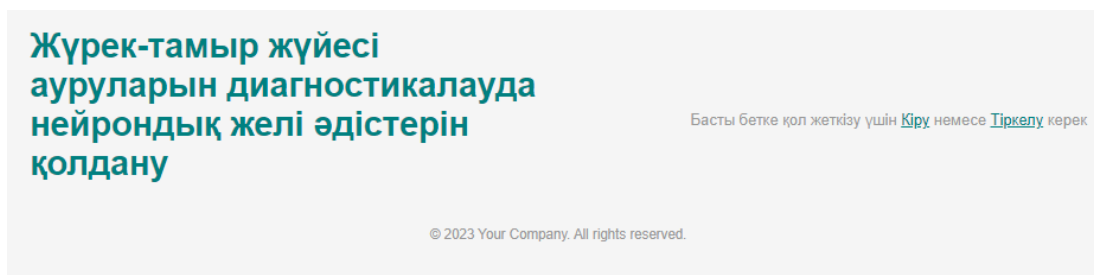 Жүрек-тамыр жүйесі
ауруларын диагностикалауда
нейрондық желі әдістерін
қолдану
Басты бетке қол жеткізу үшін Кіру немесе Тіркелу керек
© 2023 Your Company. All rights reserved.